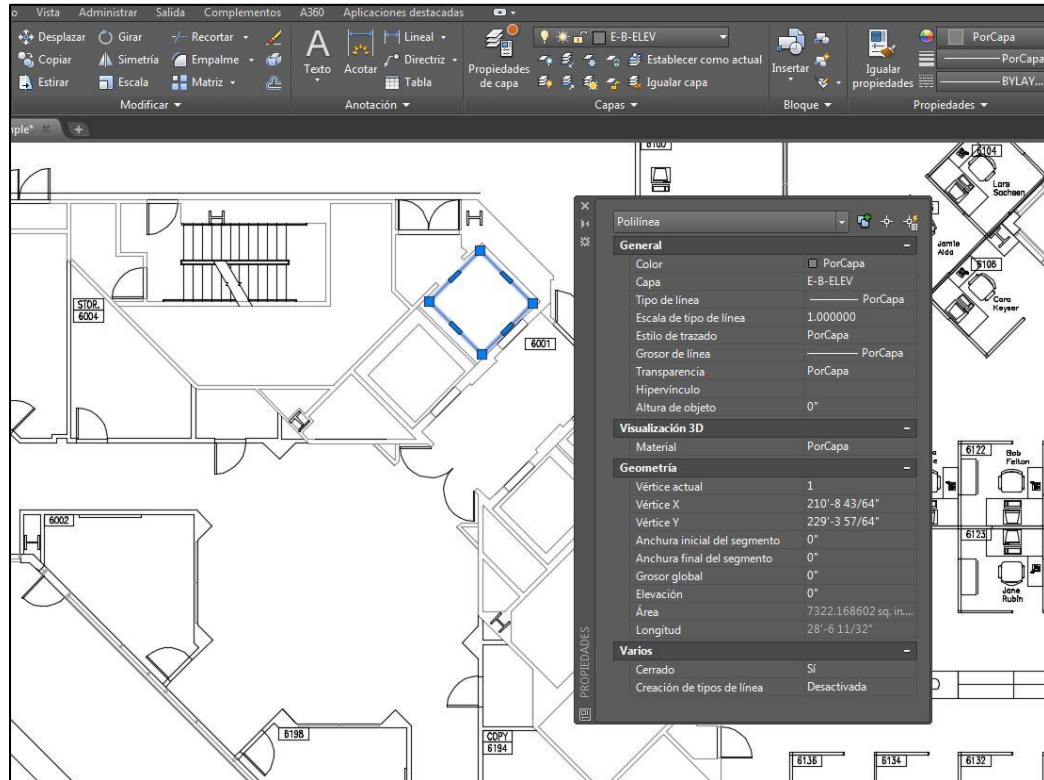 Vista Administrar Salida Complementos A360 Aplicaciones destacadas
Desplazar Girar Recortar
Copiar Simetría Empalme
Estirar Escala Matriz
Modificar
Texto
Acotar
Lineal
Directriz
Tabla
Anotación
Propiedades de capa
E-B-ELEV
Establecer como actual
Igualar capa
Capas
Insertar
Bloque
Igualar propiedades
PorCapa
PorCapa
BYLAY...
Propiedades
mple*
6104
Lars
Sachsen
Jamie
6106
Cara
Keyser
STOR.
6004
6001
Polilínea
General
Color PorCapa
Capa E-B-ELEV
Tipo de línea PorCapa
Escala de tipo de línea 1.000000
Estilo de trazado PorCapa
Grosor de línea PorCapa
Transparencia PorCapa
Hipervínculo
Altura de objeto 0"
Visualización 3D
Material PorCapa
Geometría
Vértice actual 1
Vértice X 210'-8 43/64"
Vértice Y 229'-3 57/64"
Anchura inicial del segmento 0"
Anchura final del segmento 0"
Grosor global 0"
Elevación 0"
Área 7322.168602 sq. in....
Longitud 28'-6 11/32"
Varios
Cerrado Sí
Creación de tipos de línea Desactivada
PROPIEDADES
6122
Bob
Felton
6123
Jane
Rubin
6002
6198
COPY
6194
6136
6134
6132